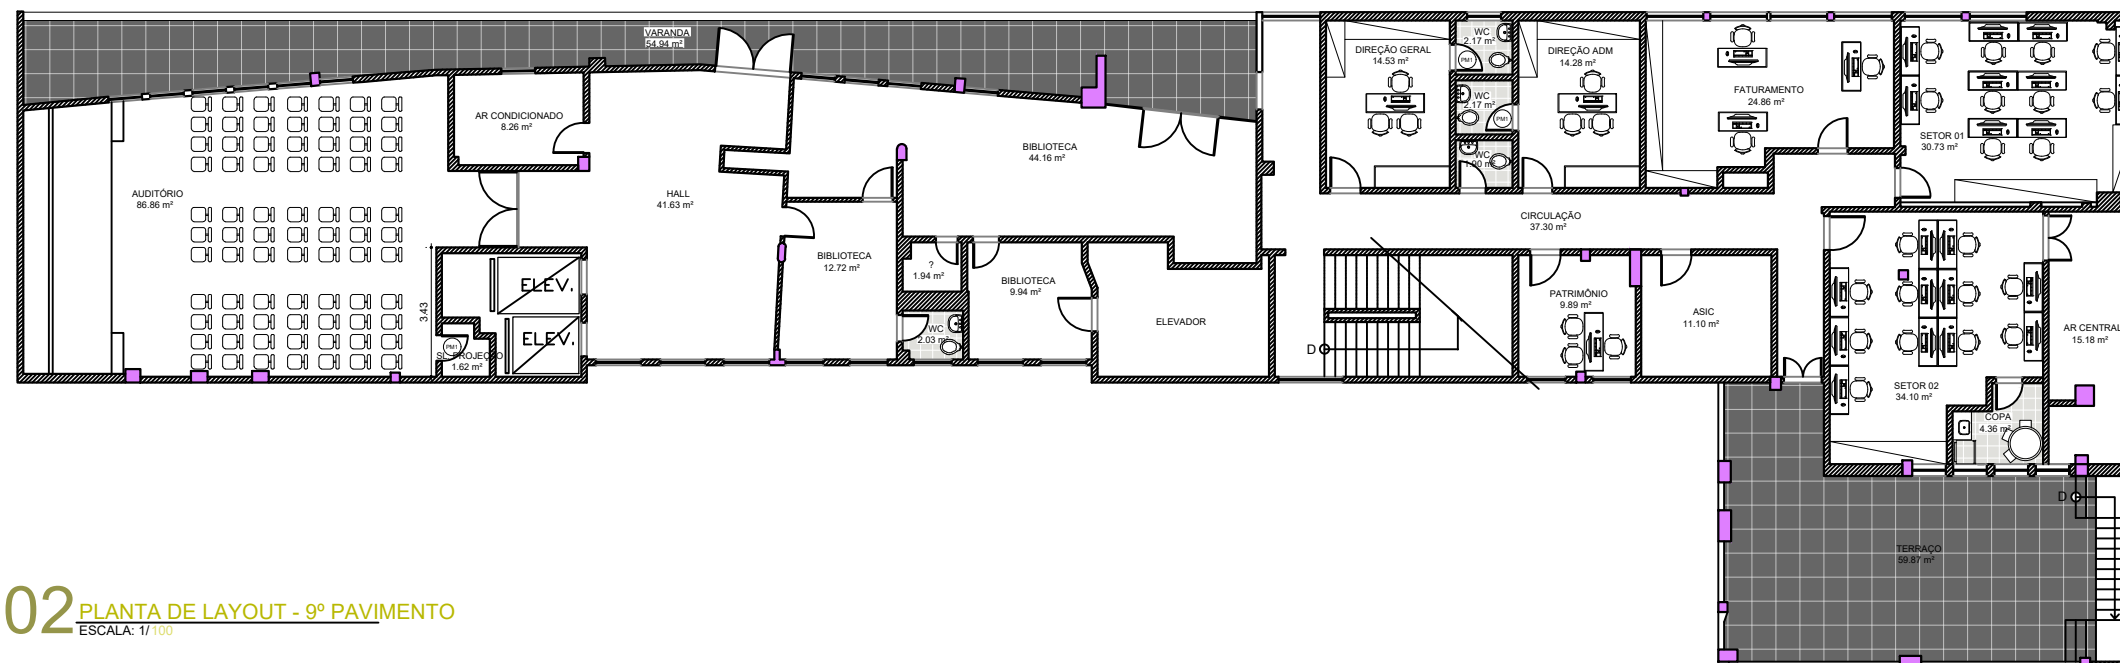 VARANDA
54.94 m²
AR CONDICIONADO
8.26 m²
AUDITÓRIO
86.86 m²
HALL
41.63 m²
BIBLIOTECA
44.16 m²
BIBLIOTECA
12.72 m²
?
1.94 m²
BIBLIOTECA
9.94 m²
WC
2.03 m²
ELEVADOR
ELEV.
ELEV.
3.43
PM1
SL. PROJEÇÃO
1.62 m²
DIREÇÃO GERAL
14.53 m²
WC
2.17 m²
PM1
WC
2.17 m²
PM1
WC
1.90 m²
DIREÇÃO ADM
14.28 m²
FATURAMENTO
24.86 m²
SETOR 01
30.73 m²
CIRCULAÇÃO
37.30 m²
D
PATRIMÔNIO
9.89 m²
ASIC
11.10 m²
SETOR 02
34.10 m²
AR CENTRAL
15.18 m²
COPA
4.36 m²
D
TERRAÇO
59.87 m²
02 PLANTA DE LAYOUT - 9º PAVIMENTO
ESCALA: 1/100